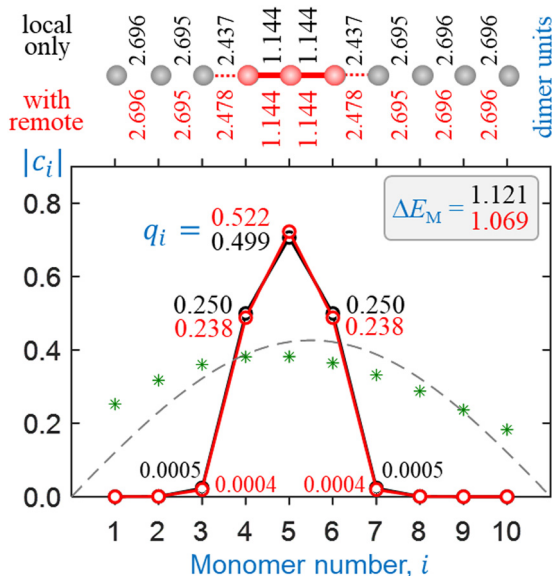 local only
2.696 2.695 2.437 1.144 1.144 2.437 2.695 2.696 2.696
dimer units
with remote
2.696 2.695 2.478 1.144 1.144 2.478 2.695 2.696 2.696
|cᵢ|
0.8
0.6
0.4
0.2
0.0
qᵢ = 0.522
0.499
ΔE_M = 1.121
1.069
0.250
0.238
0.250
0.238
0.0005
0.0004
0.0004
0.0005
1 2 3 4 5 6 7 8 9 10
Monomer number, i